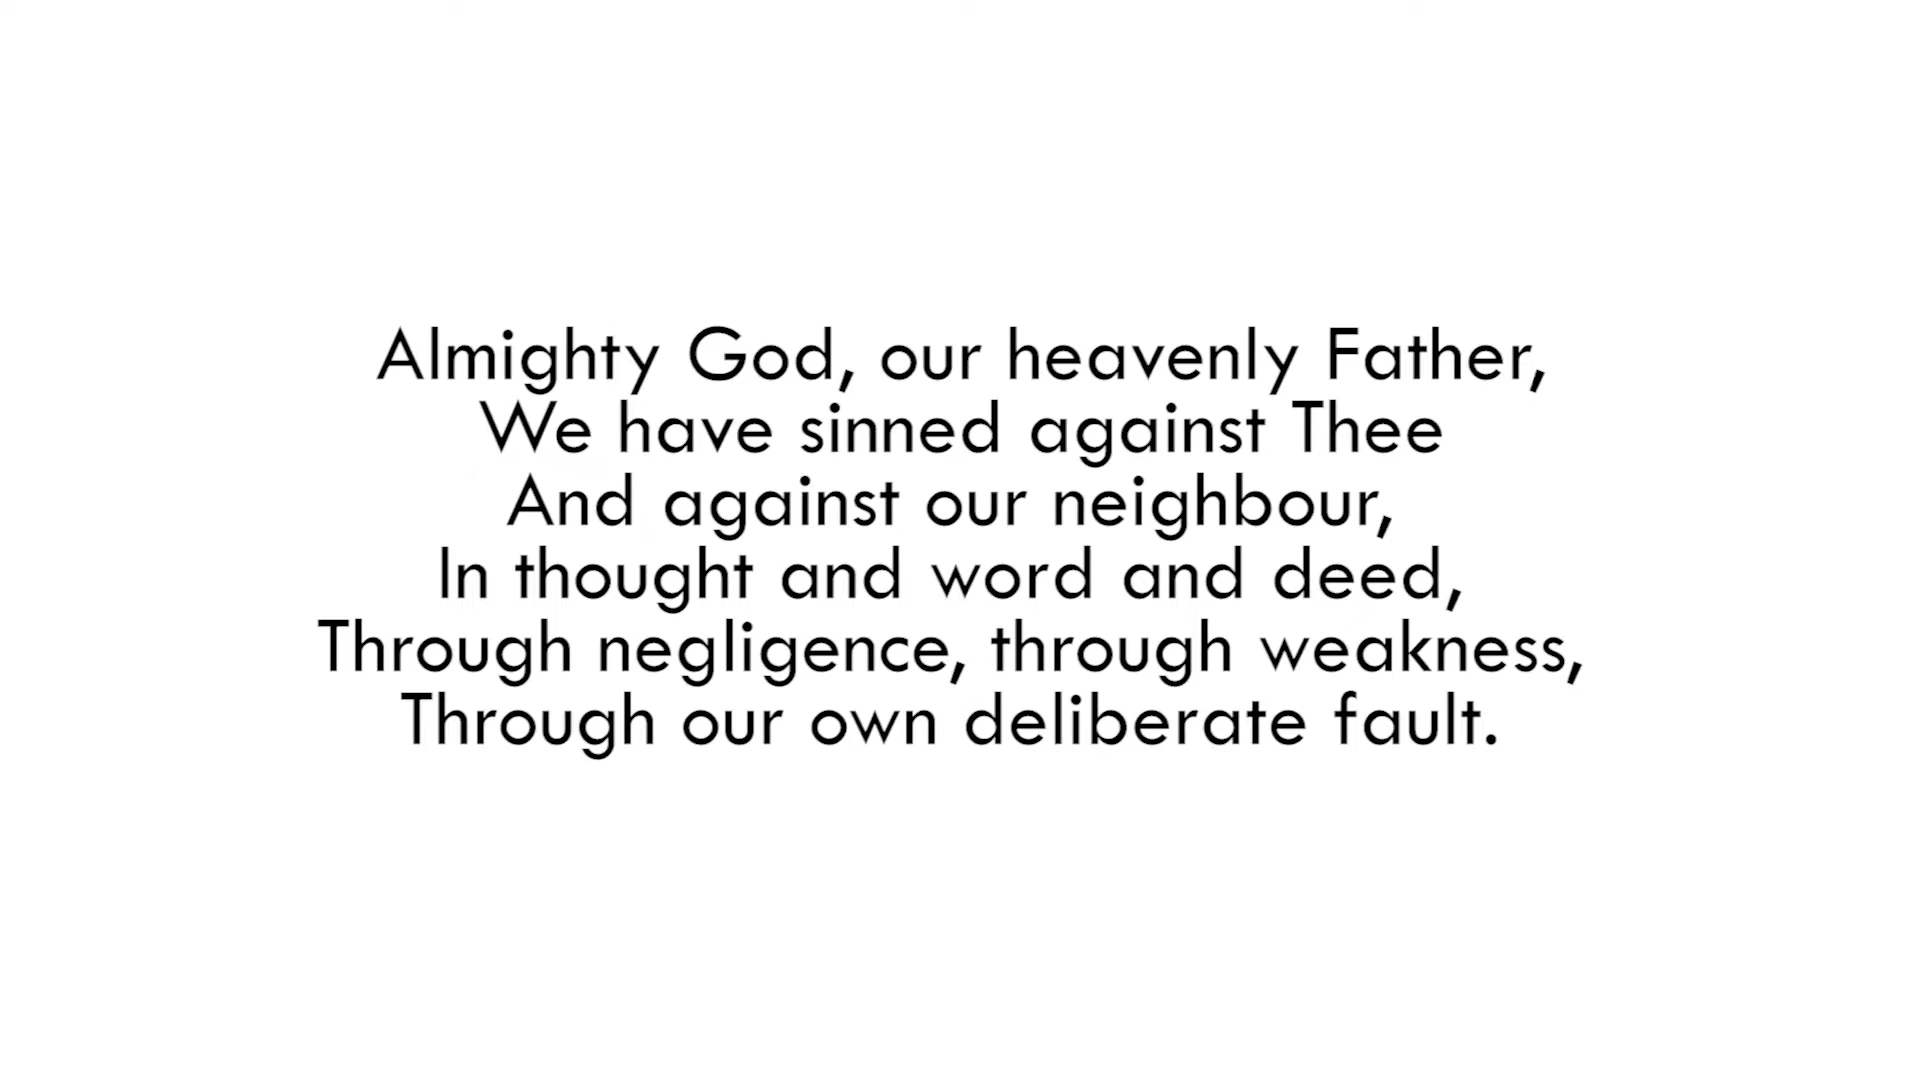 Almighty God, our heavenly Father,
We have sinned against Thee
And against our neighbour,
In thought and word and deed,
Through negligence, through weakness,
Through our own deliberate fault.